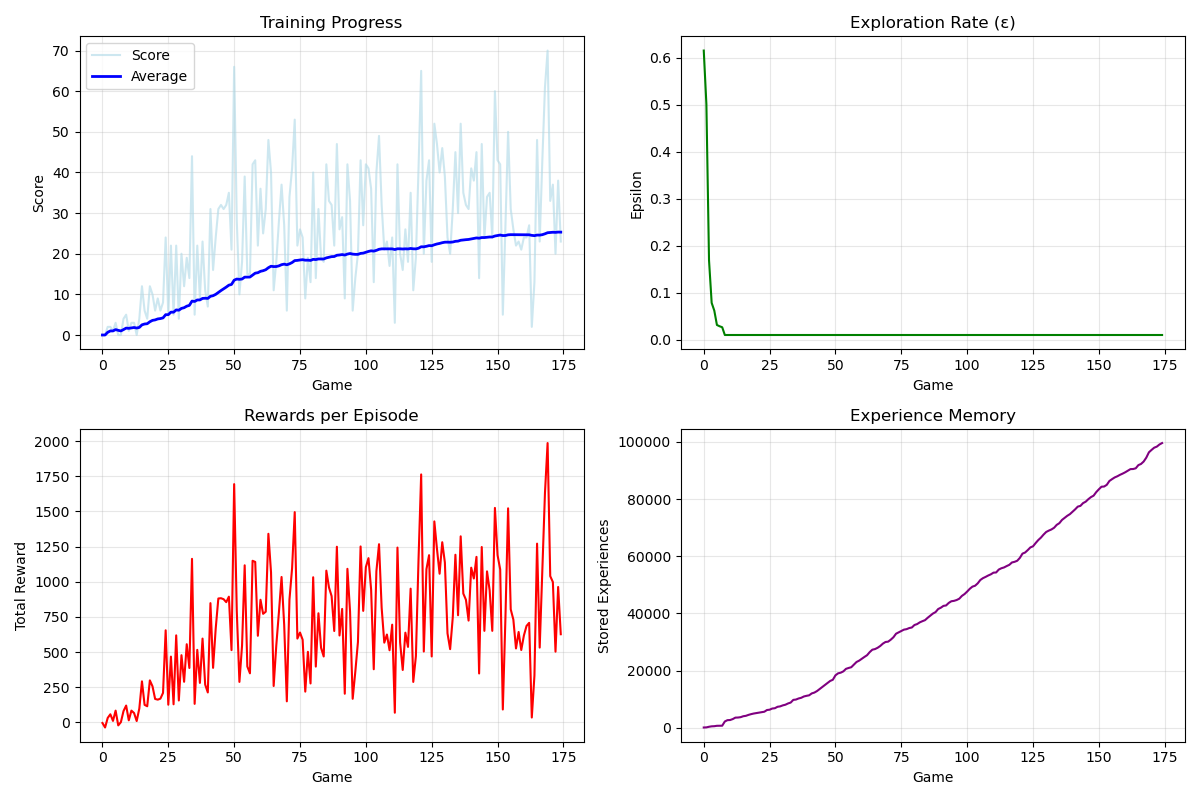 Training Progress
Score
Average
70
60
50
40
30
20
10
0
Score
0 25 50 75 100 125 150 175
Game
Exploration Rate (ε)
0.6
0.5
0.4
0.3
0.2
0.1
0.0
Epsilon
0 25 50 75 100 125 150 175
Game
Rewards per Episode
2000
1750
1500
1250
1000
750
500
250
0
Total Reward
0 25 50 75 100 125 150 175
Game
Experience Memory
100000
80000
60000
40000
20000
0
Stored Experiences
0 25 50 75 100 125 150 175
Game